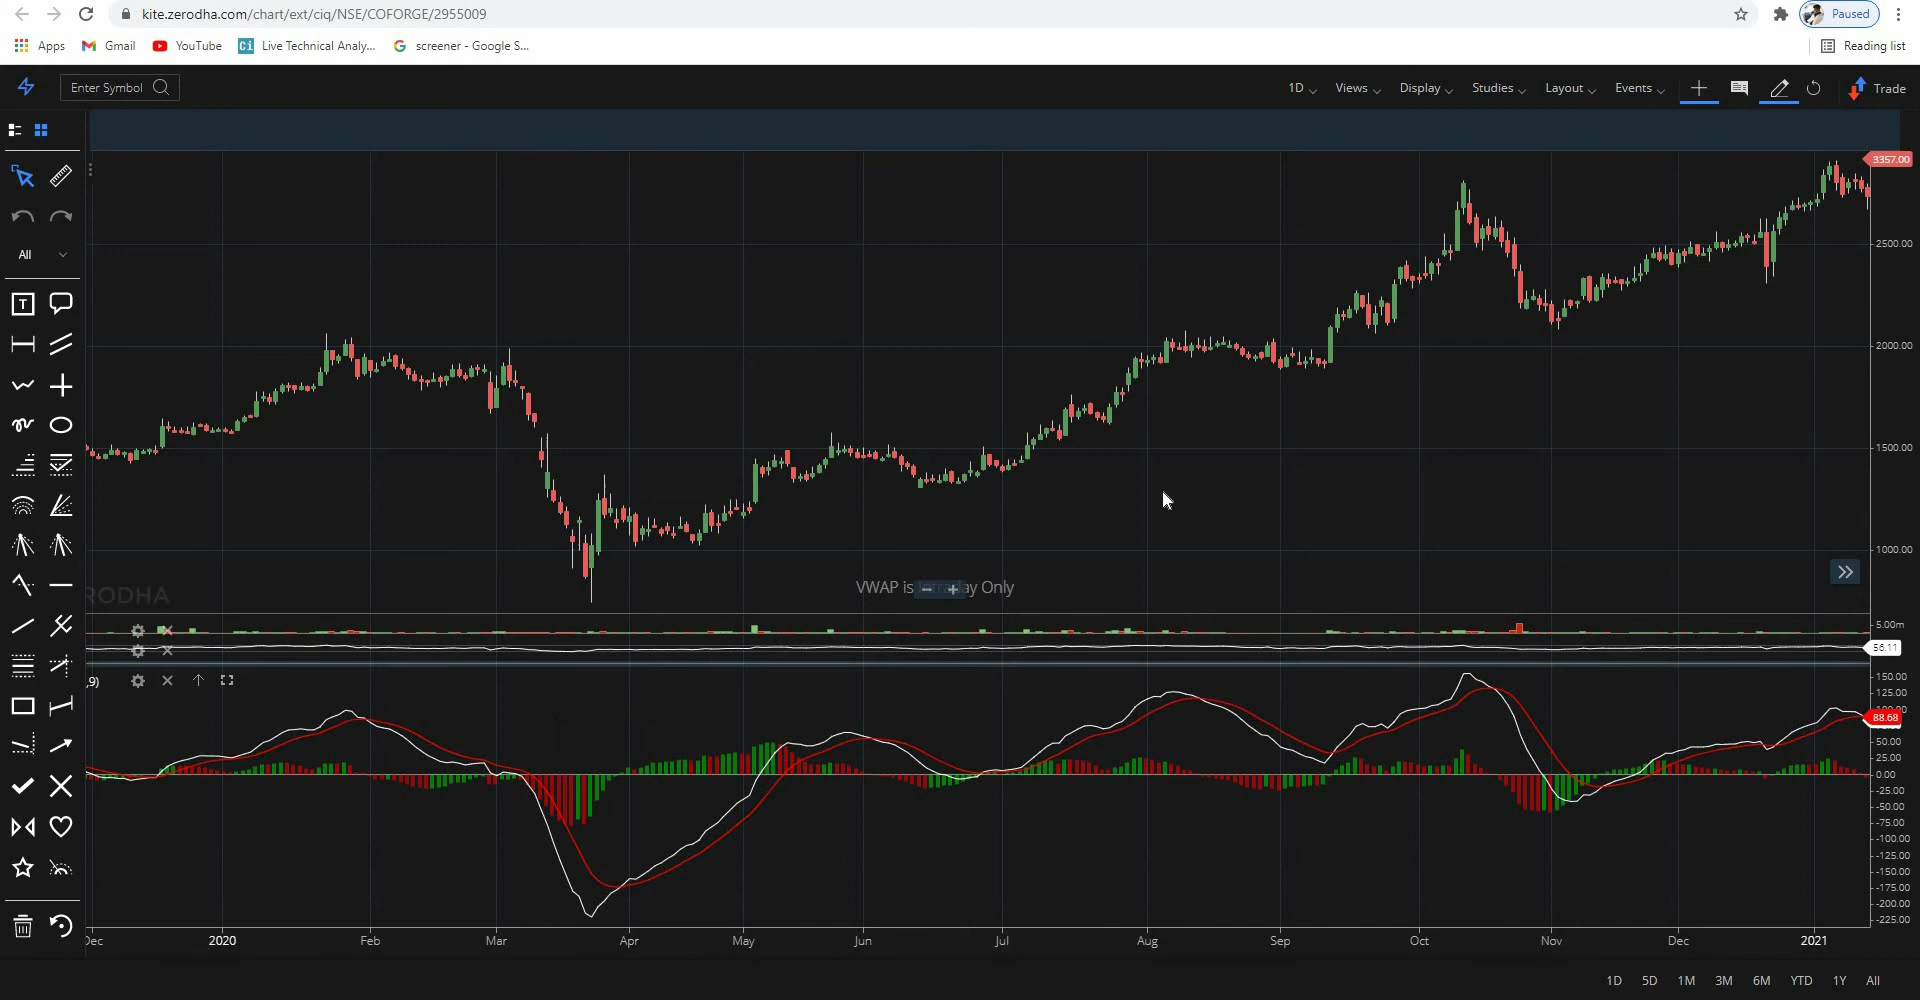 kite.zerodha.com/chart/ext/ciq/NSE/COFORGE/2955009
Paused
Apps Gmail YouTube Live Technical Analy... screener - Google S... Reading list
Enter Symbol 1D Views Display Studies Layout Events Trade
3357.00
All
2500.00
2000.00
1500.00
1000.00
VWAP is Intraday Only
RODHA
5.00m
56.11
,9)
150.00
125.00
88.68
50.00
25.00
0.00
-25.00
-50.00
-75.00
-100.00
-125.00
-150.00
-175.00
-200.00
-225.00
Dec 2020 Feb Mar Apr May Jun Jul Aug Sep Oct Nov Dec 2021
1D 5D 1M 3M 6M YTD 1Y All